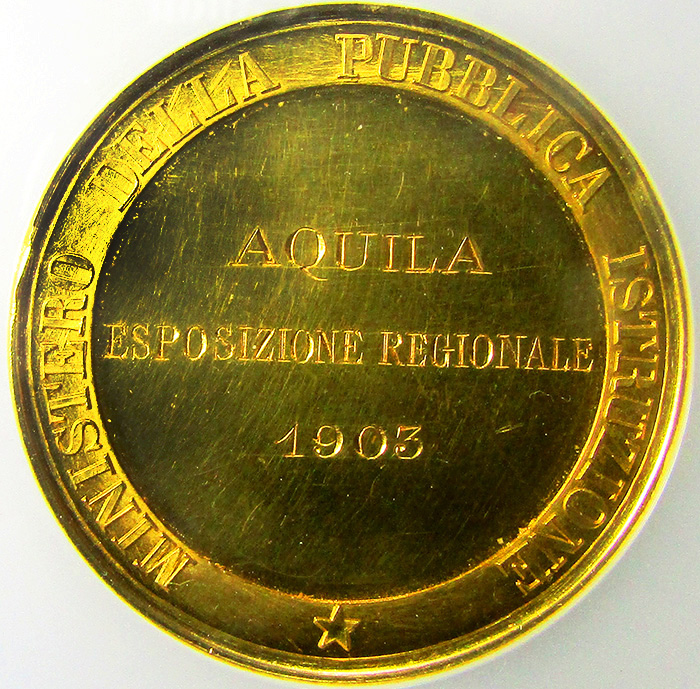 MINISTERO DELLA PUBBLICA ISTRUZIONE
AQUILA
ESPOSIZIONE REGIONALE
1903